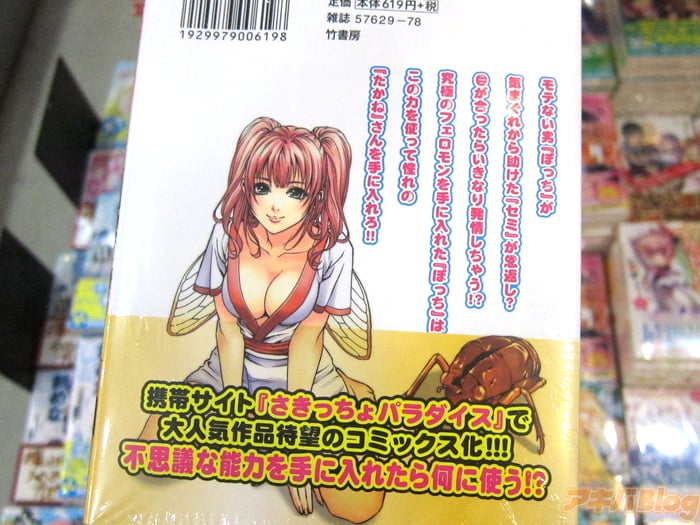 定価 本体619円+税
雑誌 57629-78
竹書房
1929979006198
モテない男『ぼっち』が
気まぐれから助けた『セミ』が恩返し?
目が合ったらいきなり発情しちゃう!?
究極のフェロモンを手に入れた『ぼっち』は
この力を使って憧れの
『たかね』さんを手に入れろ!!
携帯サイト『さきっちょパラダイス』で
大人気作品待望のコミックス化!!!
不思議な能力を手に入れたら何に使う!?
アキバBlog